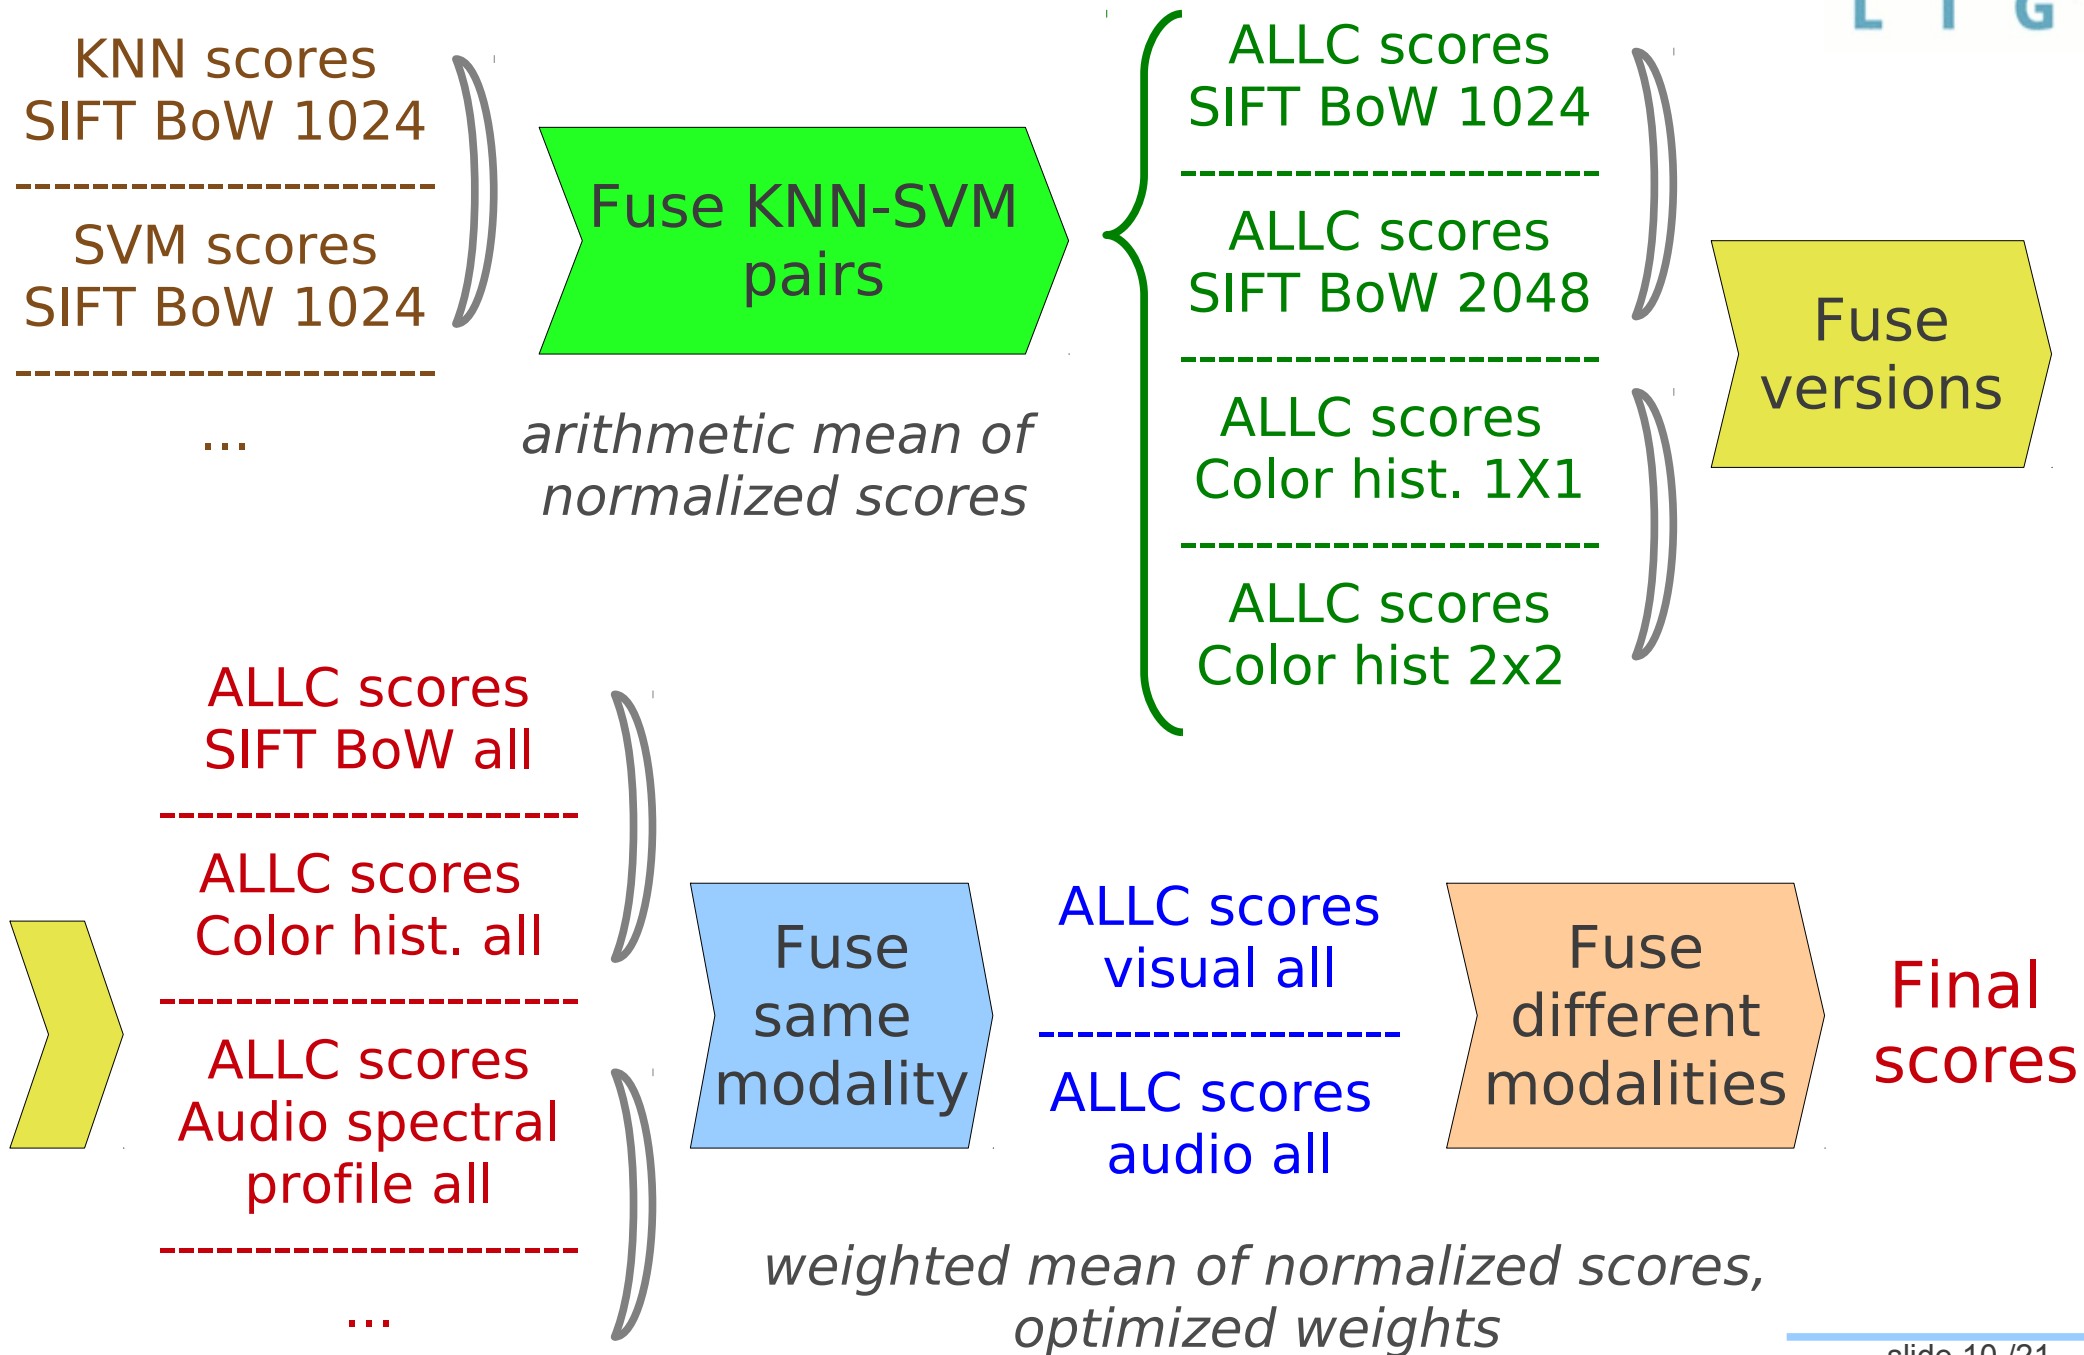 L I G
KNN scores
SIFT BoW 1024
SVM scores
SIFT BoW 1024
...
Fuse KNN-SVM
pairs
arithmetic mean of
normalized scores
ALLC scores
SIFT BoW 1024
ALLC scores
SIFT BoW 2048
ALLC scores
Color hist. 1X1
ALLC scores
Color hist 2x2
Fuse
versions
ALLC scores
SIFT BoW all
ALLC scores
Color hist. all
ALLC scores
Audio spectral
profile all
...
Fuse
same
modality
ALLC scores
visual all
ALLC scores
audio all
Fuse
different
modalities
Final
scores
weighted mean of normalized scores,
optimized weights
slide 10 /21